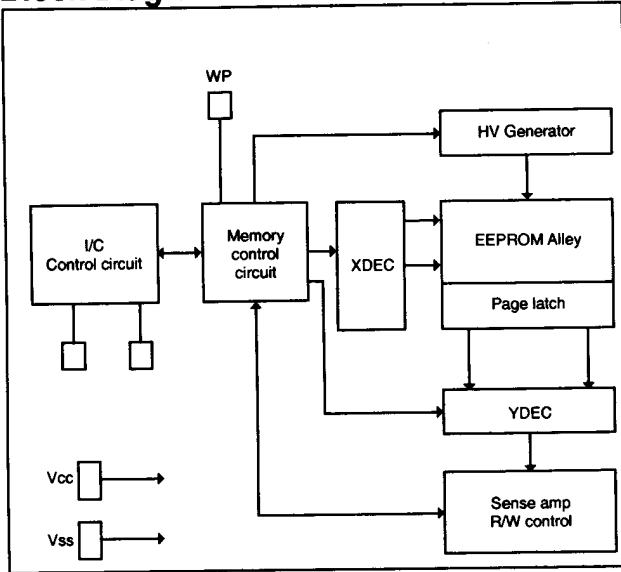 WP
HV Generator
I/C
Control circuit
Memory
control
circuit
XDEC
EEPROM Alley
Page latch
YDEC
Vcc
Sense amp
R/W control
Vss